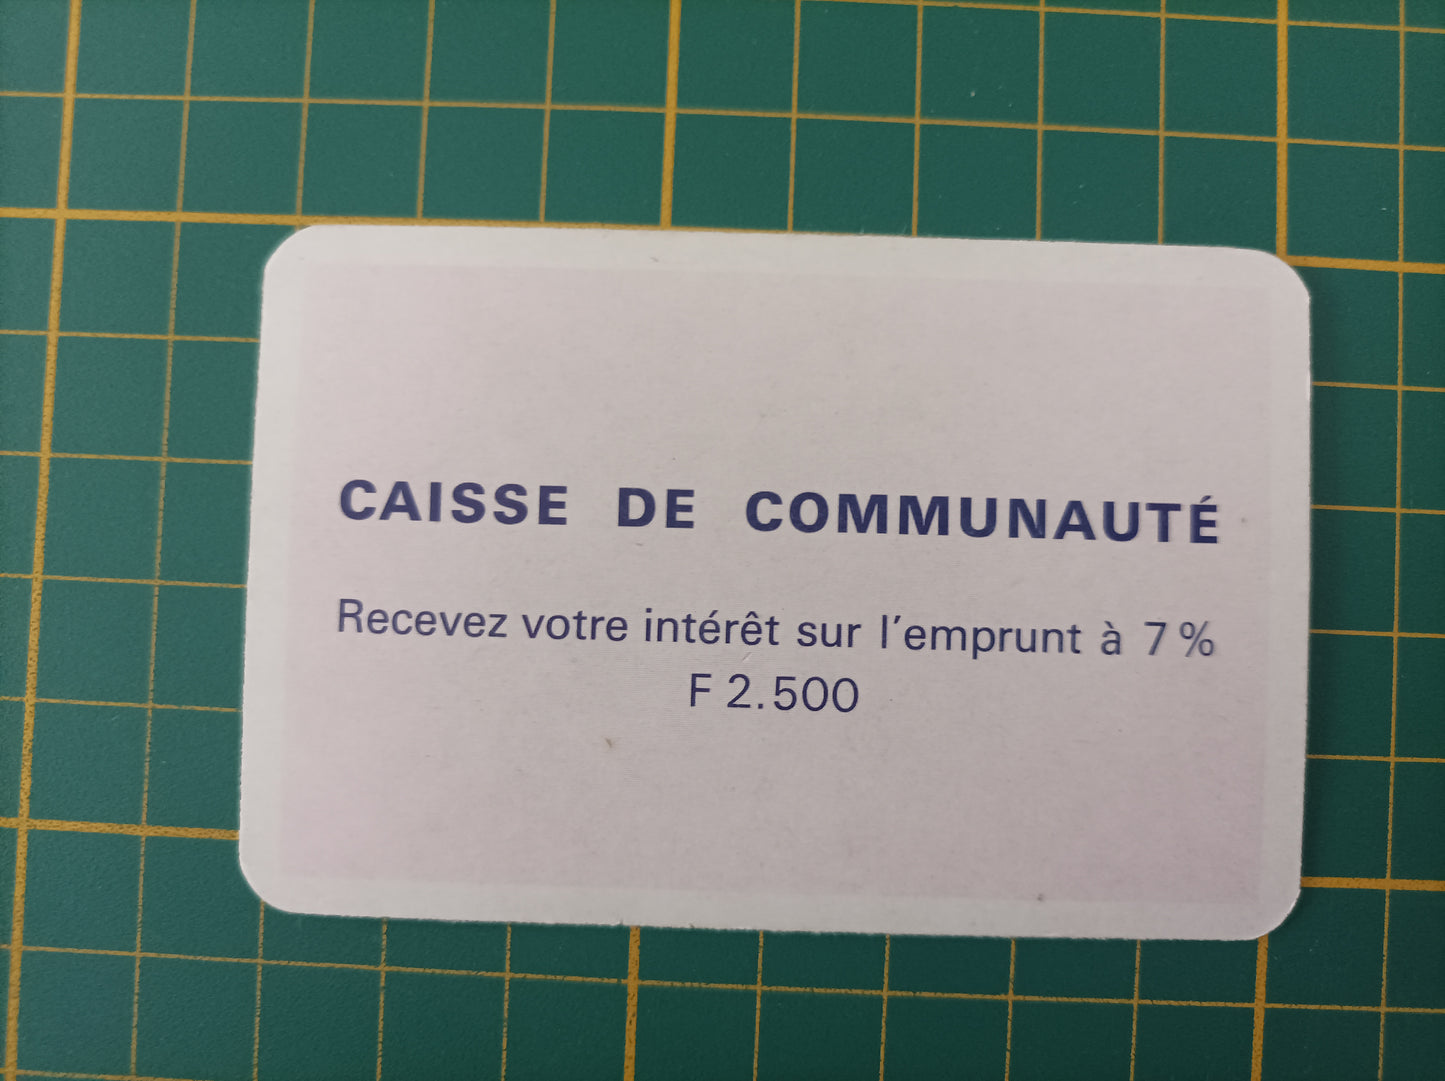 CAISSE DE COMMUNAUTÉ
Recevez votre intérêt sur l'emprunt à 7 %
F 2.500